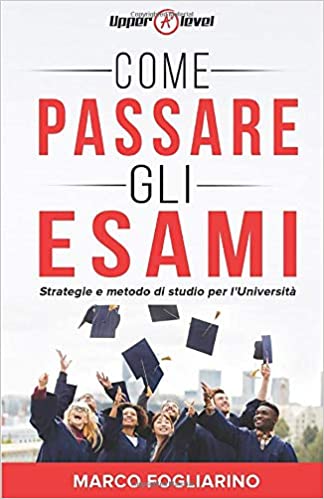 Upper A level
COME
PASSARE
GLI
ESAMI
Strategie e metodo di studio per l'Università
MARCO FOGLIARINO